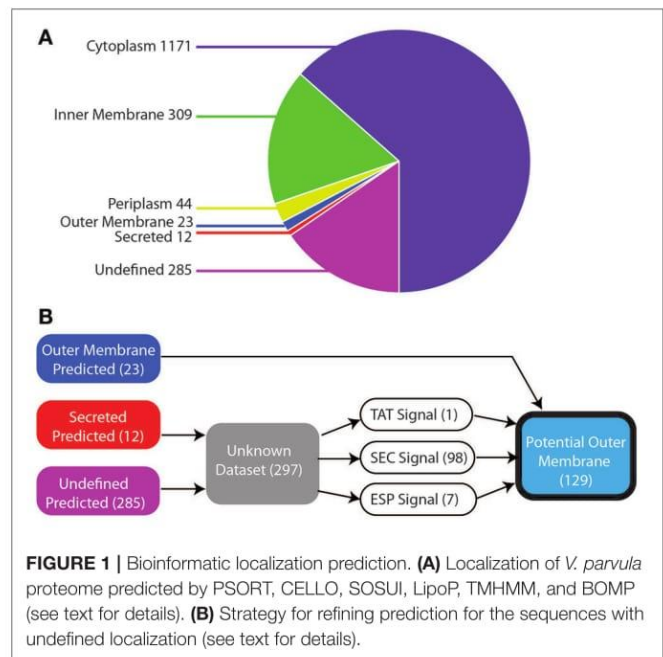 A
Cytoplasm 1171
Inner Membrane 309
Periplasm 44
Outer Membrane 23
Secreted 12
Undefined 285
B
Outer Membrane
Predicted (23)
Secreted
Predicted (12)
Undefined
Predicted (285)
Unknown
Dataset (297)
TAT Signal (1)
SEC Signal (98)
ESP Signal (7)
Potential Outer
Membrane
(129)
FIGURE 1 | Bioinformatic localization prediction. (A) Localization of V. parvula
proteome predicted by PSORT, CELLO, SOSUI, LipoP, TMHMM, and BOMP
(see text for details). (B) Strategy for refining prediction for the sequences with
undefined localization (see text for details).